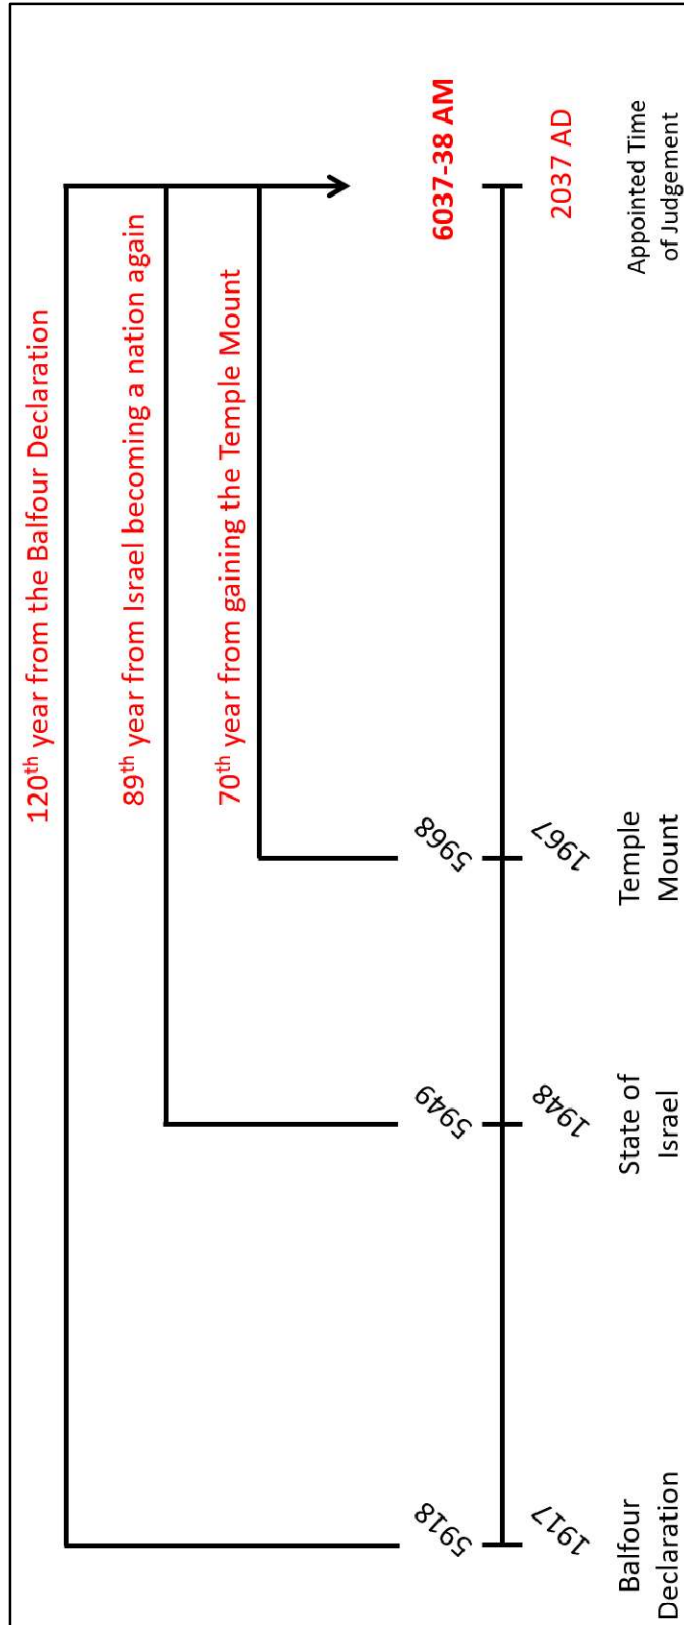 120th year from the Balfour Declaration
89th year from Israel becoming a nation again
70th year from gaining the Temple Mount
5918
5949
5968
6037-38 AM
1917
1948
1967
2037 AD
Balfour
Declaration
State of
Israel
Temple
Mount
Appointed Time
of Judgement